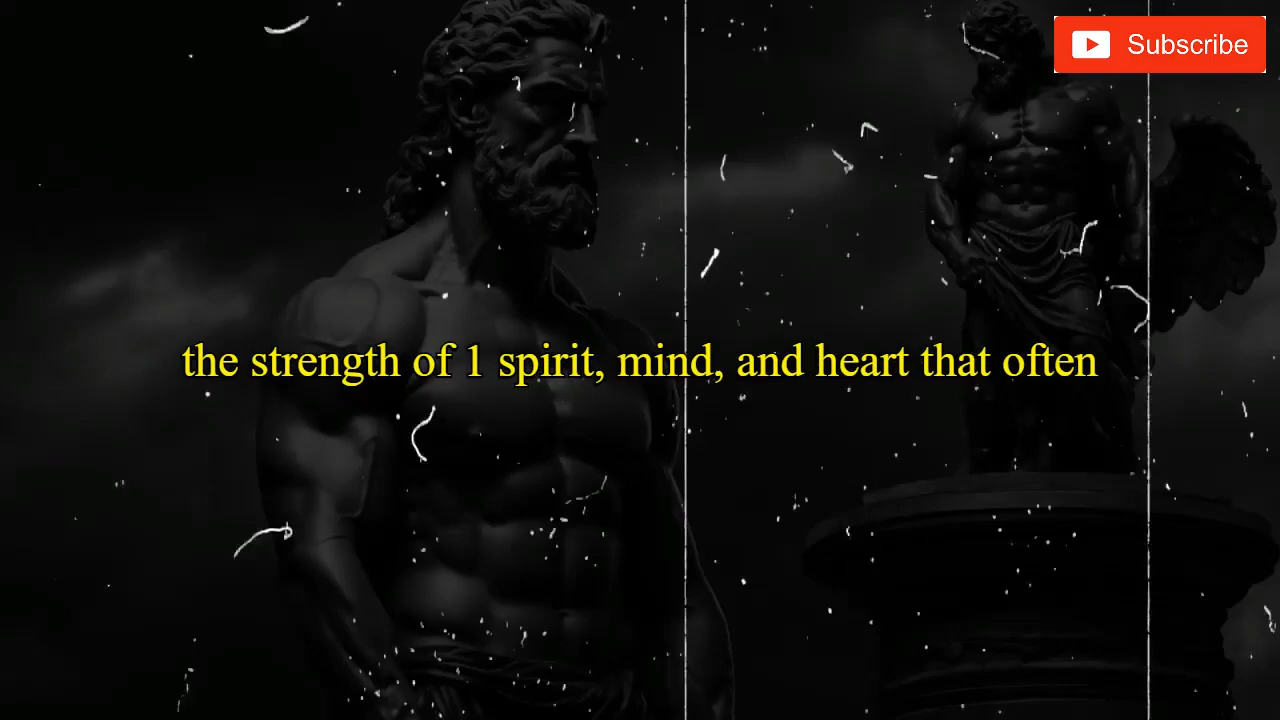 Subscribe
the strength of 1 spirit, mind, and heart that often